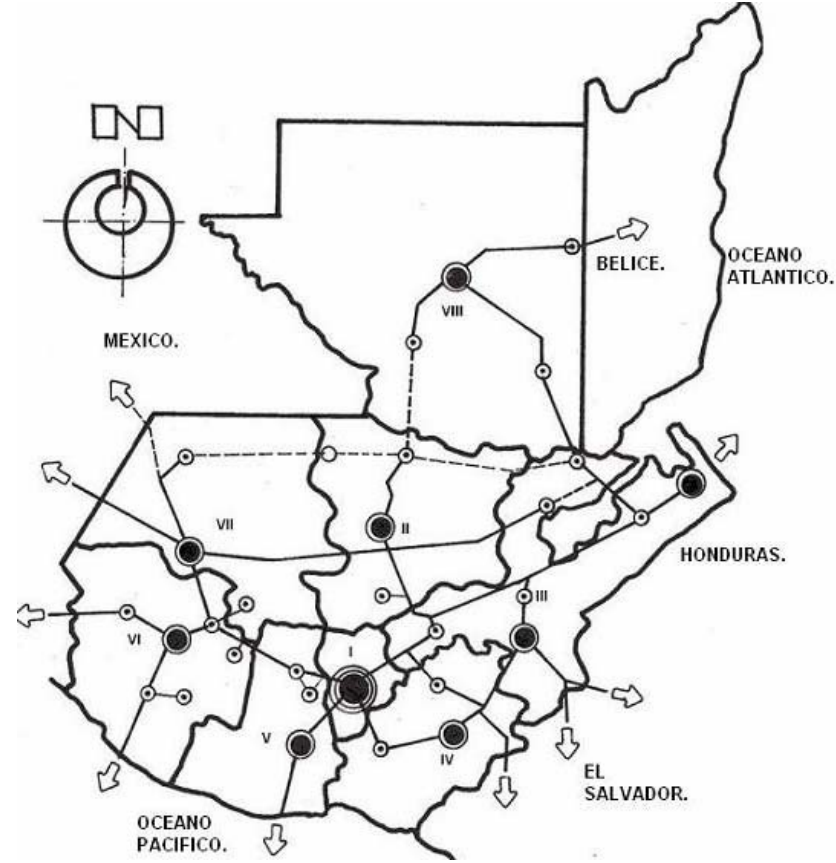 N
BELICE.
OCEANO
ATLANTICO.
VIII
MEXICO.
VII
II
HONDURAS.
III
VI
I
V
IV
EL
SALVADOR.
OCEANO
PACIFICO.